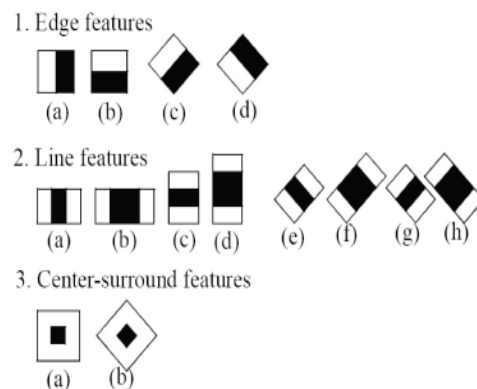 1. Edge features
(a) (b) (c) (d)
2. Line features
(a) (b) (c) (d) (e) (f) (g) (h)
3. Center-surround features
(a) (b)